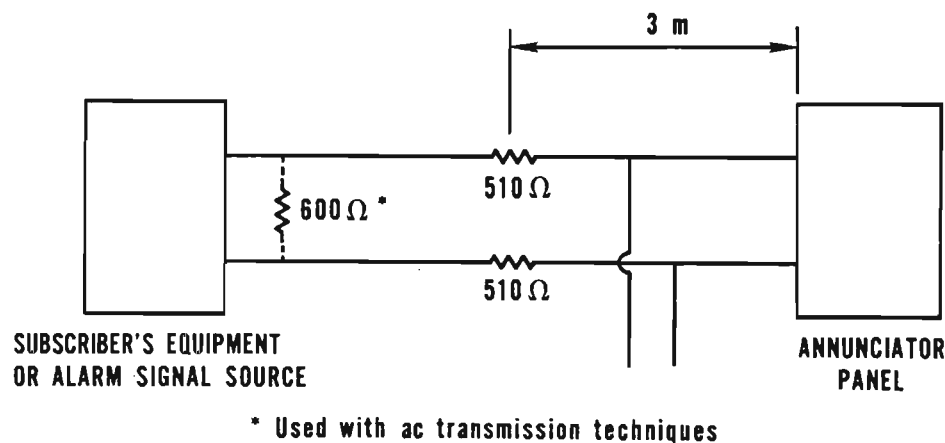 3 m
510 Ω
600 Ω *
510 Ω
SUBSCRIBER'S EQUIPMENT
OR ALARM SIGNAL SOURCE
ANNUNCIATOR
PANEL
* Used with ac transmission techniques